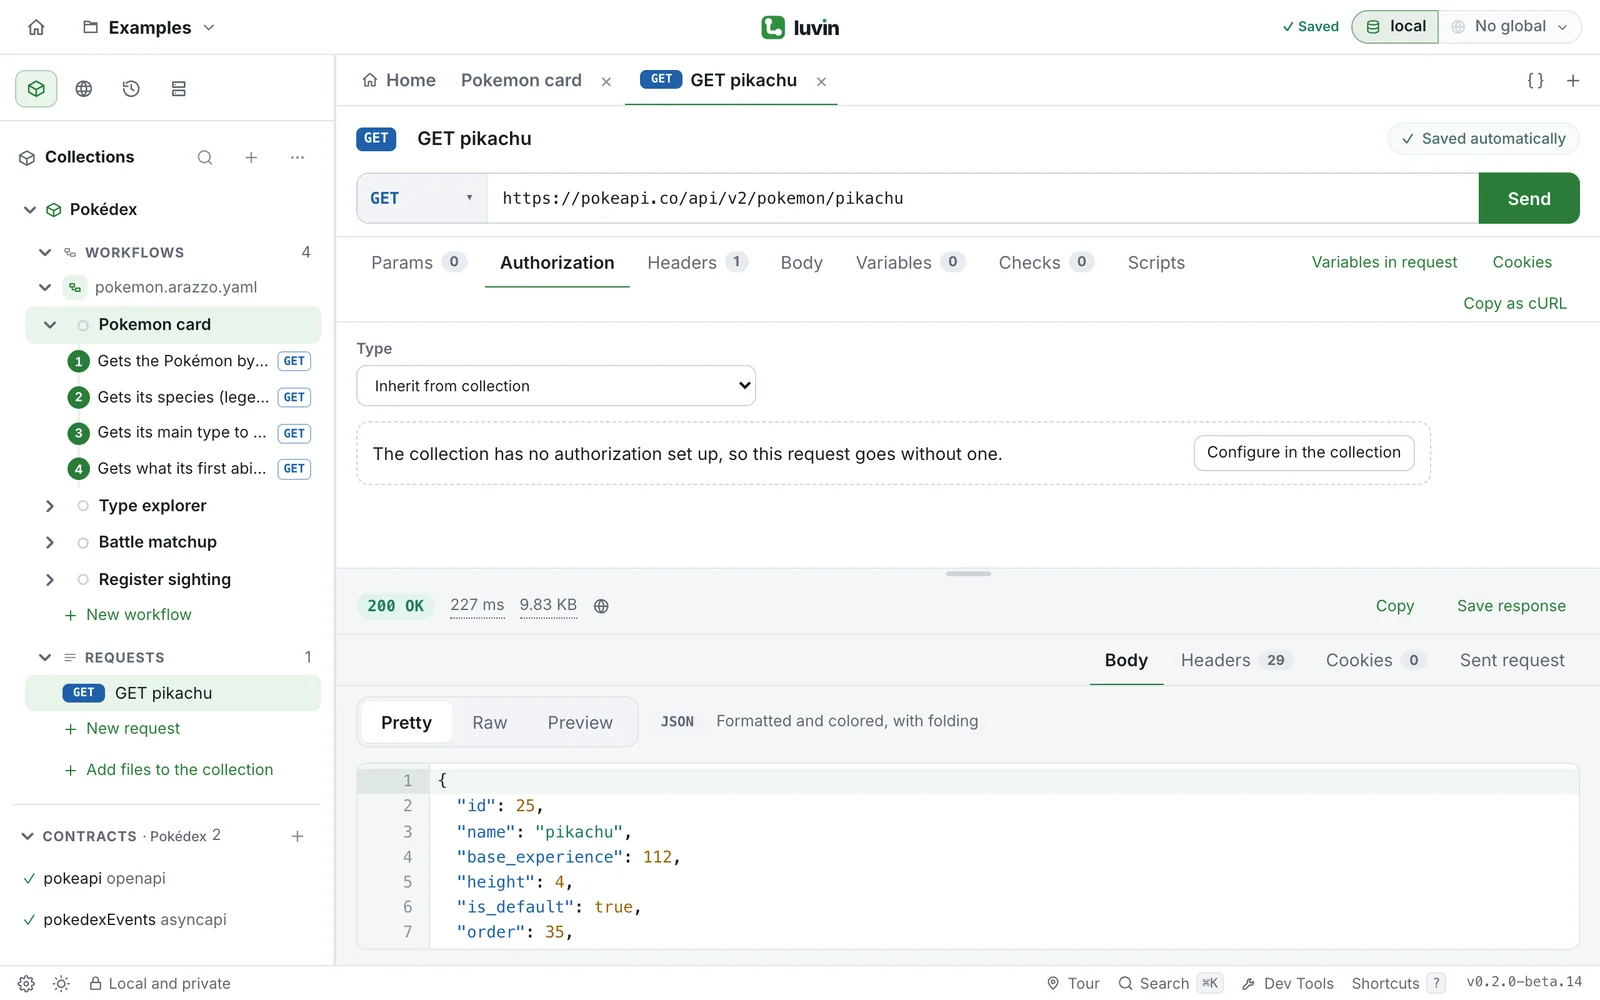 Examples
luvin
Saved
local
No global
Home
Pokemon card
GET
GET pikachu
Collections
Pokédex
WORKFLOWS 4
pokemon.arazzo.yaml
Pokemon card
1 Gets the Pokémon by... GET
2 Gets its species (lege... GET
3 Gets its main type to ... GET
4 Gets what its first abi... GET
Type explorer
Battle matchup
Register sighting
+ New workflow
REQUESTS 1
GET GET pikachu
+ New request
+ Add files to the collection
CONTRACTS · Pokédex 2
pokeapi openapi
pokedexEvents asyncapi
GET GET pikachu
Saved automatically
GET https://pokeapi.co/api/v2/pokemon/pikachu Send
Params 0 Authorization Headers 1 Body Variables 0 Checks 0 Scripts Variables in request Cookies
Copy as cURL
Type
Inherit from collection
The collection has no authorization set up, so this request goes without one. Configure in the collection
200 OK 227 ms 9.83 KB Copy Save response
Body Headers 29 Cookies 0 Sent request
Pretty Raw Preview JSON Formatted and colored, with folding
1 {
2 "id": 25,
3 "name": "pikachu",
4 "base_experience": 112,
5 "height": 4,
6 "is_default": true,
7 "order": 35,
Local and private Tour Search ⌘K Dev Tools Shortcuts ? v0.2.0-beta.14